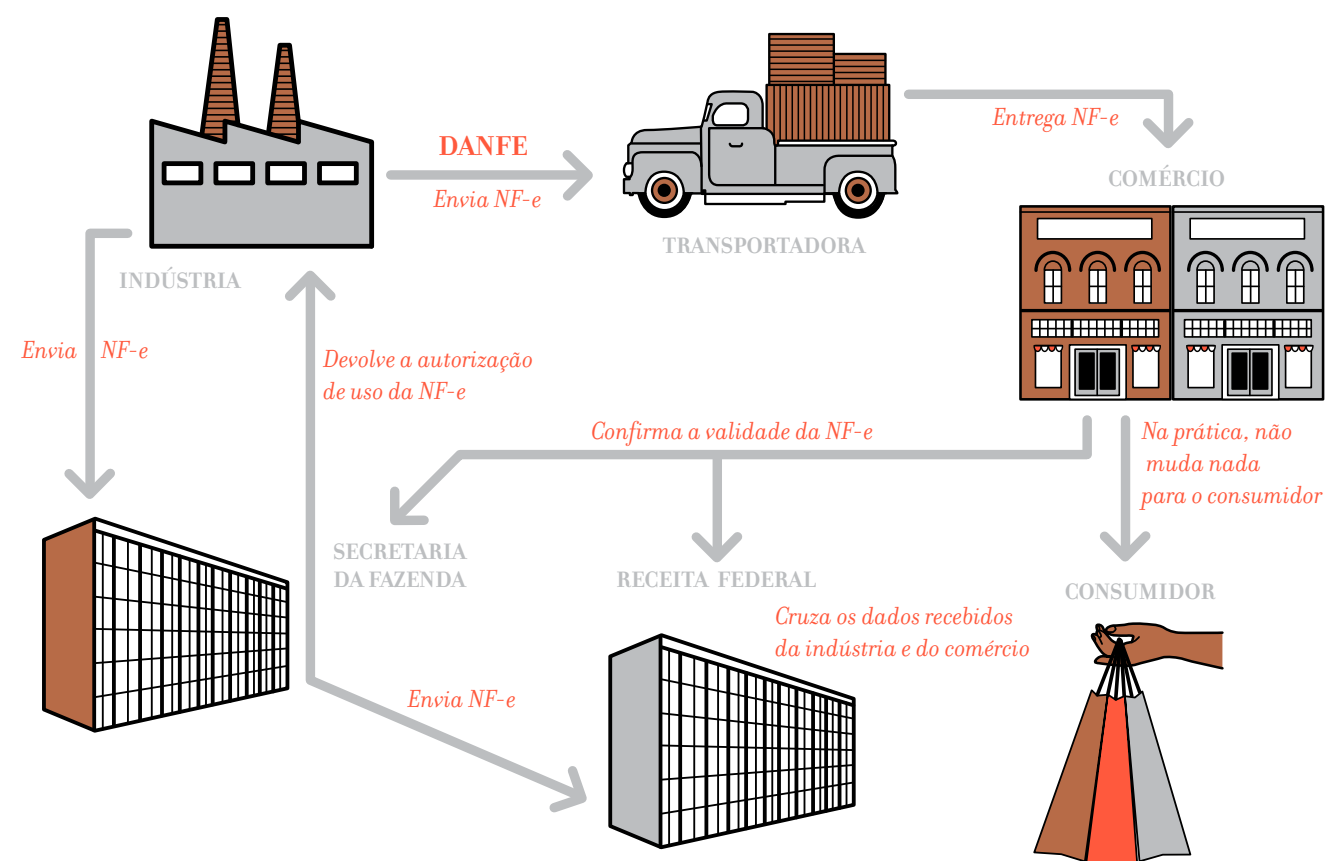 DANFE
Envia NF-e
Entrega NF-e
COMÉRCIO
TRANSPORTADORA
INDÚSTRIA
Envia NF-e
Devolve a autorização
de uso da NF-e
Confirma a validade da NF-e
Na prática, não
muda nada
para o consumidor
SECRETARIA
DA FAZENDA
RECEITA FEDERAL
CONSUMIDOR
Cruza os dados recebidos
da indústria e do comércio
Envia NF-e